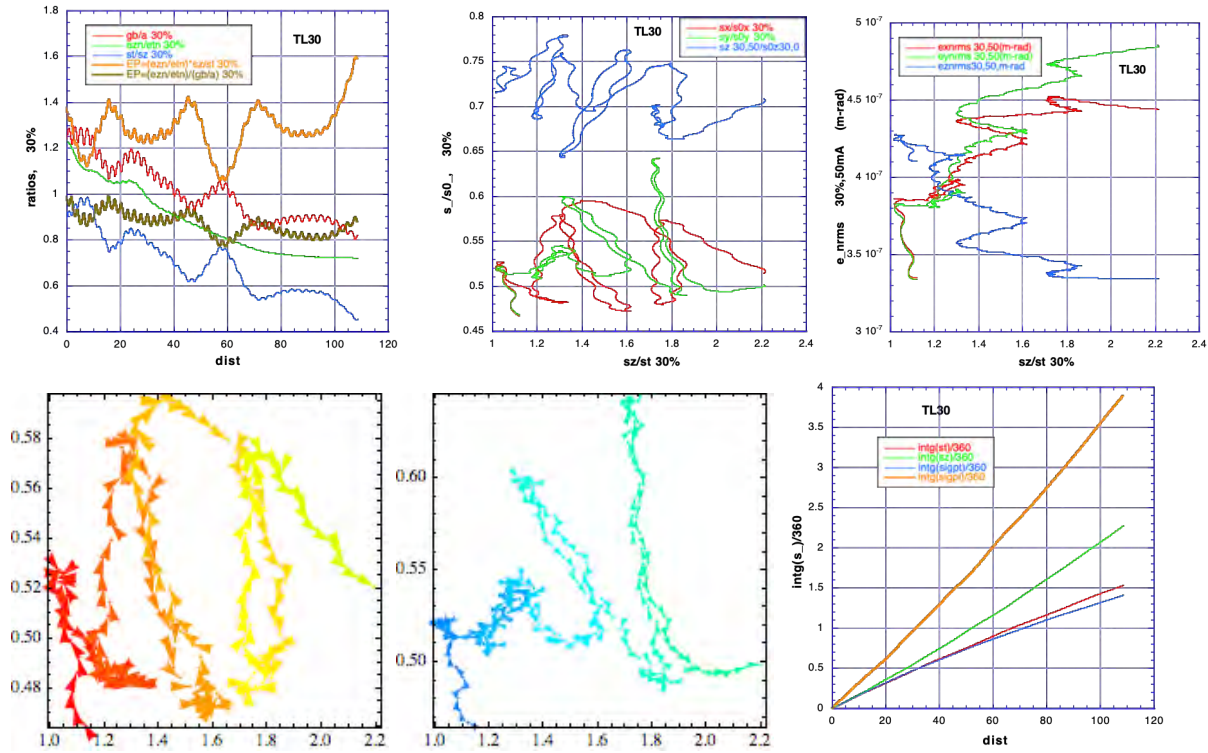 TL30
gb/a 30%
ezn/etn 30%
st/sz 30%
EP=(ezn/etn)*sz/st 30%
EP=(ezn/etn)/(gb/a) 30%
ratios, 30%
1.8
1.6
1.4
1.2
1
0.8
0.6
0.4
0 20 40 60 80 100 120
dist
TL30
sx/s0x 30%
sy/s0y 30%
sz 30,50/s0z30,0
s_/s0_, 30%
0.8
0.75
0.7
0.65
0.6
0.55
0.5
0.45
1 1.2 1.4 1.6 1.8 2 2.2 2.4
sz/st 30%
exnrms 30,50(m-rad)
eynrms 30,50(m-rad)
eznrms30,50,m-rad
TL30
e_nrms 30%,50mA (m-rad)
5 10⁻⁷
4.5 10⁻⁷
4 10⁻⁷
3.5 10⁻⁷
3 10⁻⁷
1 1.2 1.4 1.6 1.8 2 2.2 2.4
sz/st 30%
0.58
0.56
0.54
0.52
0.50
0.48
1.0 1.2 1.4 1.6 1.8 2.0 2.2
0.60
0.55
0.50
1.0 1.2 1.4 1.6 1.8 2.0 2.2
TL30
intg(st)/360
intg(sz)/360
intg(sigpt)/360
intg(sigpt)/360
intg(s_)/360
4
3.5
3
2.5
2
1.5
1
0.5
0
0 20 40 60 80 100 120
dist